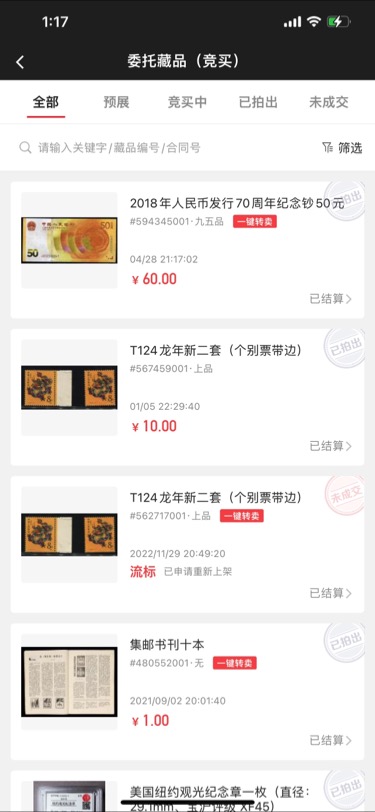 1:17
委托藏品（竞买）
全部
预展
竞买中
已拍出
未成交
请输入关键字/藏品编号/合同号
筛选
2018年人民币发行70周年纪念钞50元
已拍出
#594345001·九五品
一键转卖
04/28 21:17:02
¥60.00
已结算
T124龙年新二套（个别票带边）
已拍出
#567459001·上品
01/05 22:29:40
¥10.00
已结算
T124龙年新二套（个别票带边）
未成交
#562717001·上品
一键转卖
2022/11/29 20:49:20
流标 已申请重新上架
已结算
集邮书刊十本
已拍出
#480552001·无
一键转卖
2021/09/02 20:01:40
¥1.00
已结算
美国纽约观光纪念章一枚（直径：
29.1mm、宝沪评级 XF45）